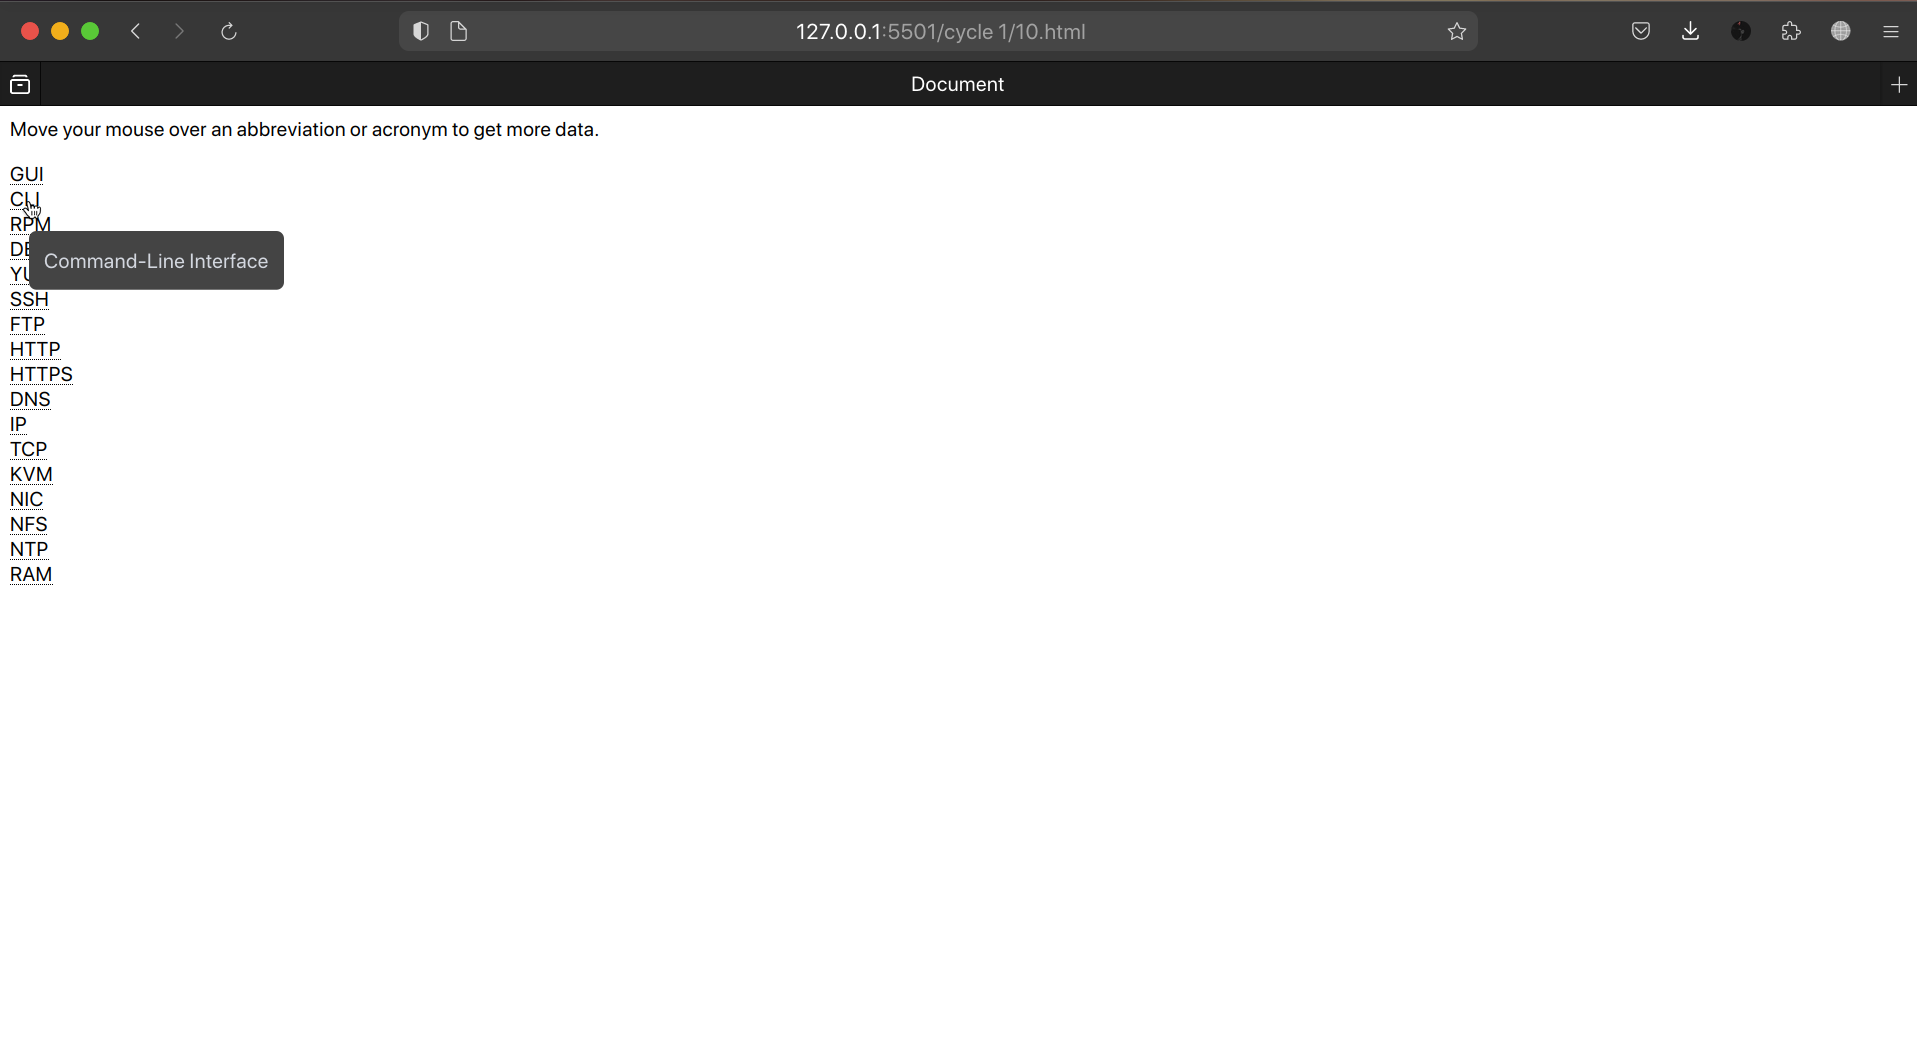 127.0.0.1:5501/cycle 1/10.html
Document
Move your mouse over an abbreviation or acronym to get more data.
GUI
CLI
RPM
Command-Line Interface
SSH
FTP
HTTP
HTTPS
DNS
IP
TCP
KVM
NIC
NFS
NTP
RAM